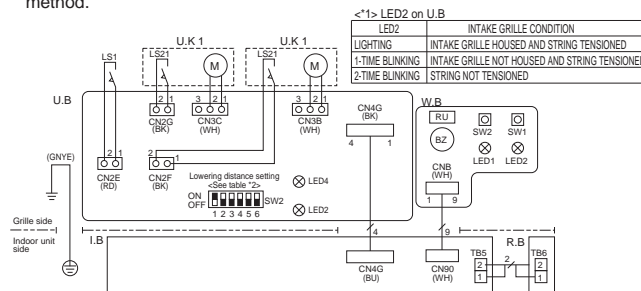 method.
<*1> LED2 on U.B
LED2 INTAKE GRILLE CONDITION
LIGHTING INTAKE GRILLE HOUSED AND STRING TENSIONED
1-TIME BLINKING INTAKE GRILLE NOT HOUSED AND STRING TENSIONED
2-TIME BLINKING STRING NOT TENSIONED
U.K 1 U.K 1
LS1 LS21 M LS21 M
U.B W.B
2 1 3 2 1 3 2 1
CN2G (BK) CN3C (WH) CN3B (WH) CN4G (BK)
4 1
RU
BZ
SW2 SW1
LED1 LED2
CNB (WH)
1 9
(GNYE)
2 1 2 1
CN2E (RD) CN2F (BK)
Lowering distance setting
<See table *2>
ON
OFF
SW2
1 2 3 4 5 6
LED4
LED2
Grille side
Indoor unit
side
I.B
4 9
CN4G (BU) CN90 (WH)
R.B
TB5 TB6
2 2 2
1 1